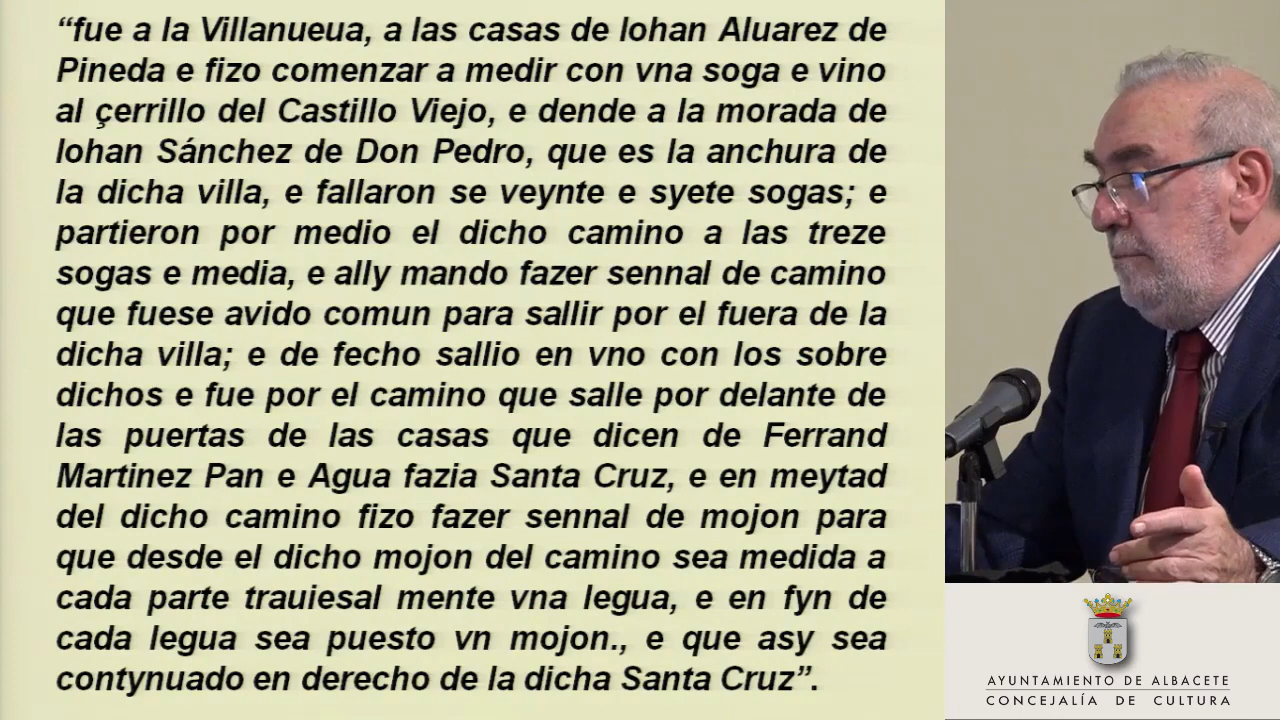 “fue a la Villanueua, a las casas de Iohan Aluarez de
Pineda e fizo comenzar a medir con vna soga e vino
al çerrillo del Castillo Viejo, e dende a la morada de
Iohan Sánchez de Don Pedro, que es la anchura de
la dicha villa, e fallaron se veynte e syete sogas; e
partieron por medio el dicho camino a las treze
sogas e media, e ally mando fazer sennal de camino
que fuese avido comun para sallir por el fuera de la
dicha villa; e de fecho sallio en vno con los sobre
dichos e fue por el camino que salle por delante de
las puertas de las casas que dicen de Ferrand
Martinez Pan e Agua fazia Santa Cruz, e en meytad
del dicho camino fizo fazer sennal de mojon para
que desde el dicho mojon del camino sea medida a
cada parte trauiesal mente vna legua, e en fyn de
cada legua sea puesto vn mojon., e que asy sea
contynuado en derecho de la dicha Santa Cruz”.
AYUNTAMIENTO DE ALBACETE
CONCEJALÍA DE CULTURA